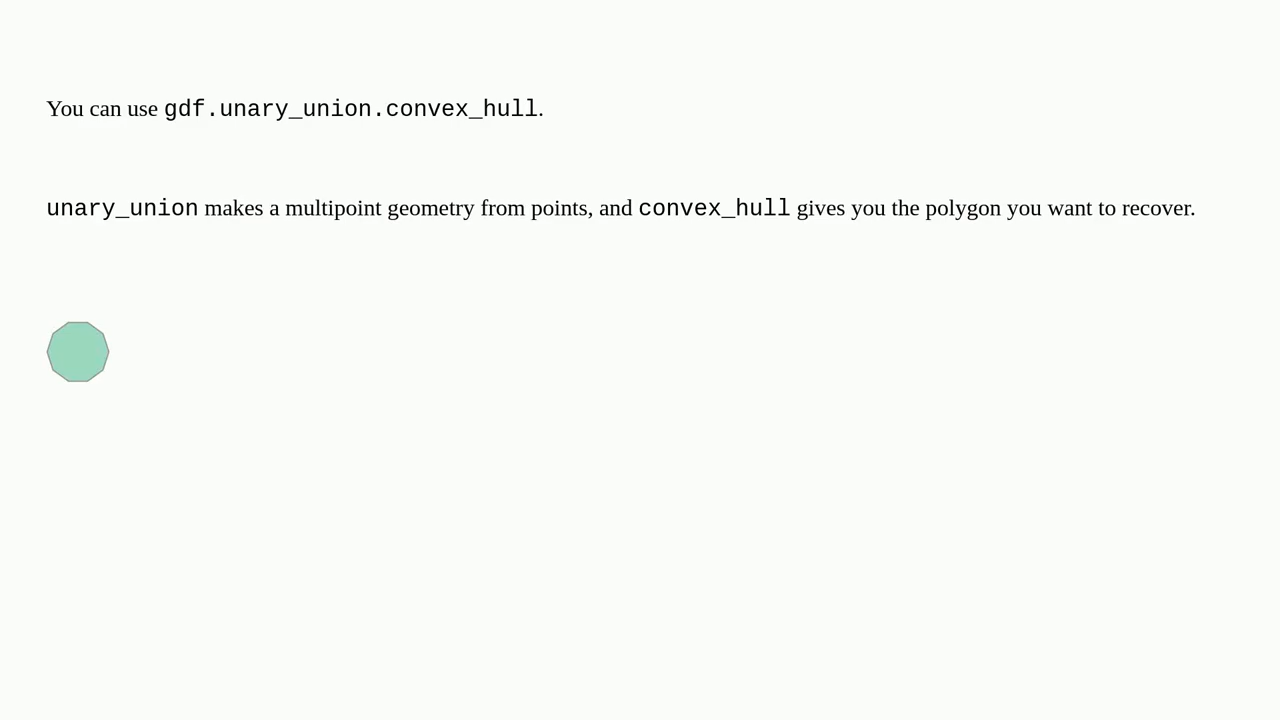 You can use gdf.unary_union.convex_hull.
unary_union makes a multipoint geometry from points, and convex_hull gives you the polygon you want to recover.